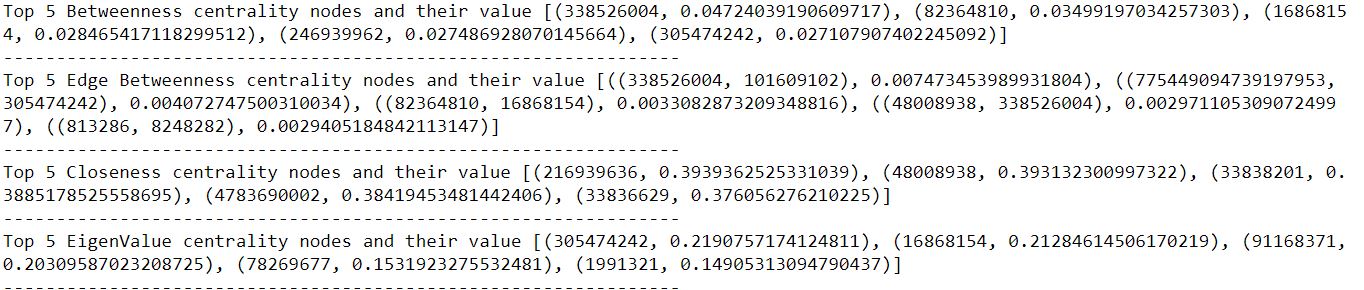 Top 5 Betweenness centrality nodes and their value [(338526004, 0.04724039190609717), (82364810, 0.03499197034257303), (1686815
4, 0.028465417118299512), (246939962, 0.027486928070145664), (305474242, 0.027107907402245092)]
----------------------------------------------------------------
Top 5 Edge Betweenness centrality nodes and their value [((338526004, 101609102), 0.007473453989931804), ((775449094739197953,
305474242), 0.004072747500310034), ((82364810, 16868154), 0.0033082873209348816), ((48008938, 338526004), 0.002971105309072499
7), ((813286, 8248282), 0.0029405184842113147)]
----------------------------------------------------------------
Top 5 Closeness centrality nodes and their value [(216939636, 0.3939362525331039), (48008938, 0.393132300997322), (33838201, 0.
3885178525558695), (4783690002, 0.38419453481442406), (33836629, 0.376056276210225)]
----------------------------------------------------------------
Top 5 EigenValue centrality nodes and their value [(305474242, 0.2190757174124811), (16868154, 0.21284614506170219), (91168371,
0.20309587023208725), (78269677, 0.1531923275532481), (1991321, 0.14905313094790437)]
----------------------------------------------------------------